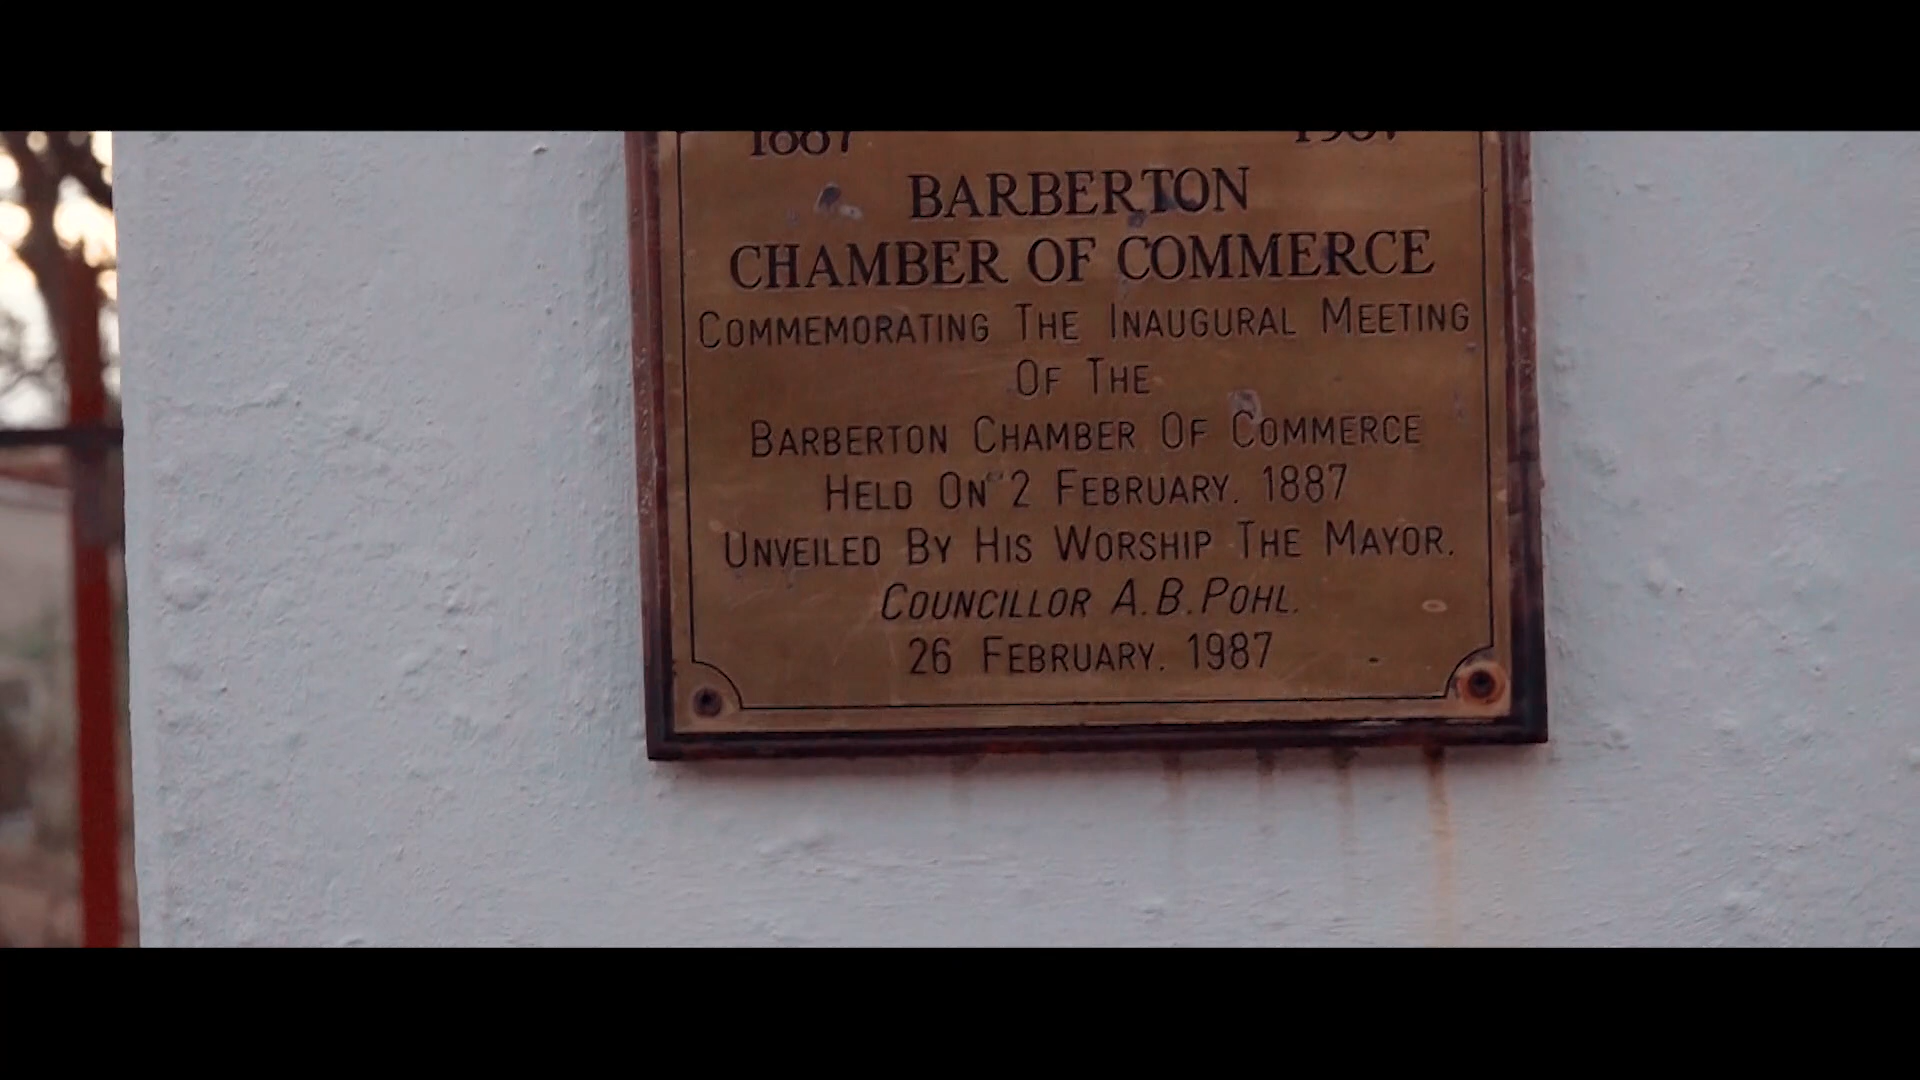 1887 1987
BARBERTON
CHAMBER OF COMMERCE
COMMEMORATING THE INAUGURAL MEETING
OF THE
BARBERTON CHAMBER OF COMMERCE
HELD ON 2 FEBRUARY. 1887
UNVEILED BY HIS WORSHIP THE MAYOR.
COUNCILLOR A.B.POHL.
26 FEBRUARY. 1987